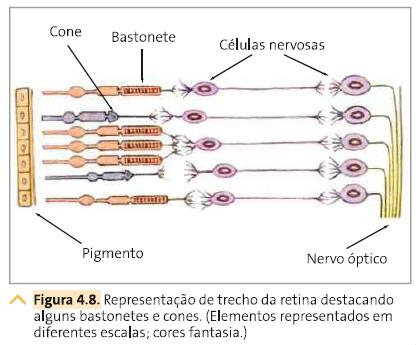 Cone
Bastonete
Células nervosas
Pigmento
Nervo óptico
Figura 4.8. Representação de trecho da retina destacando
alguns bastonetes e cones. (Elementos representados em
diferentes escalas; cores fantasia.)